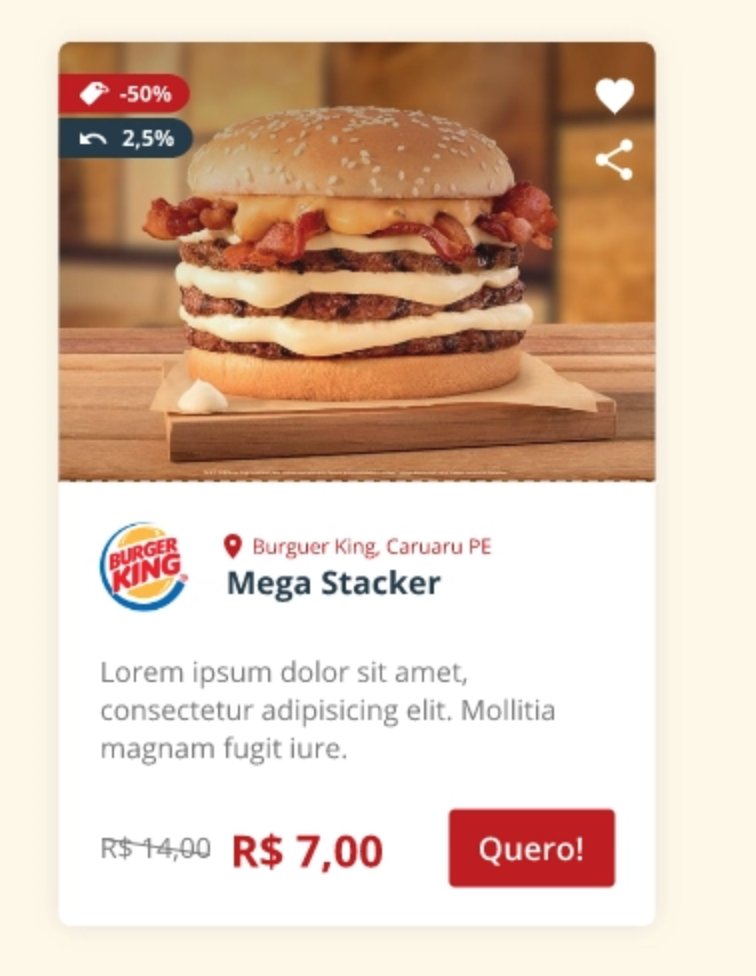 -50%
2,5%
BURGER
KING
Burguer King, Caruaru PE
Mega Stacker
Lorem ipsum dolor sit amet,
consectetur adipisicing elit. Mollitia
magnam fugit iure.
R$ 14,00 R$ 7,00 Quero!